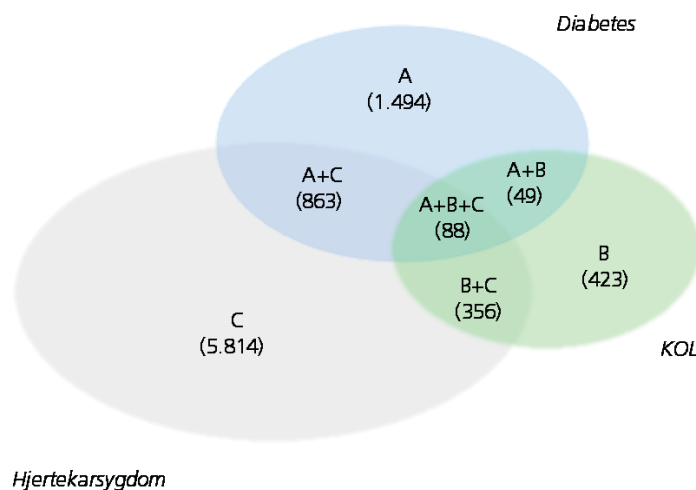 Diabetes
A
(1.494)
A+C
(863)
A+B
(49)
A+B+C
(88)
B
(423)
B+C
(356)
C
(5.814)
KOL
Hjertekarsygdom